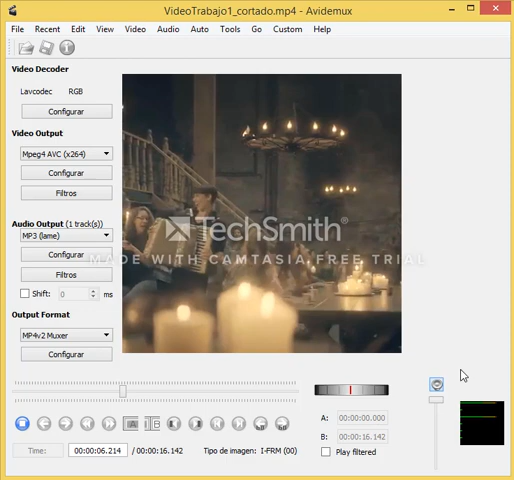 VideoTrabajo1_cortado.mp4 - Avidemux
File Recent Edit View Video Audio Auto Tools Go Custom Help
Video Decoder
Lavcodec RGB
Configurar
Video Output
Mpeg4 AVC (x264)
Configurar
Filtros
Audio Output (1 track(s))
MP3 (lame)
Configurar
Filtros
Shift: 0 ms
Output Format
MP4v2 Muxer
Configurar
TechSmith®
MADE WITH CAMTASIA FREE TRIAL
A: 00:00:00.000
B: 00:00:16.142
Play filtered
Time: 00:00:06.214 / 00:00:16.142 Tipo de imagen: I-FRM (00)